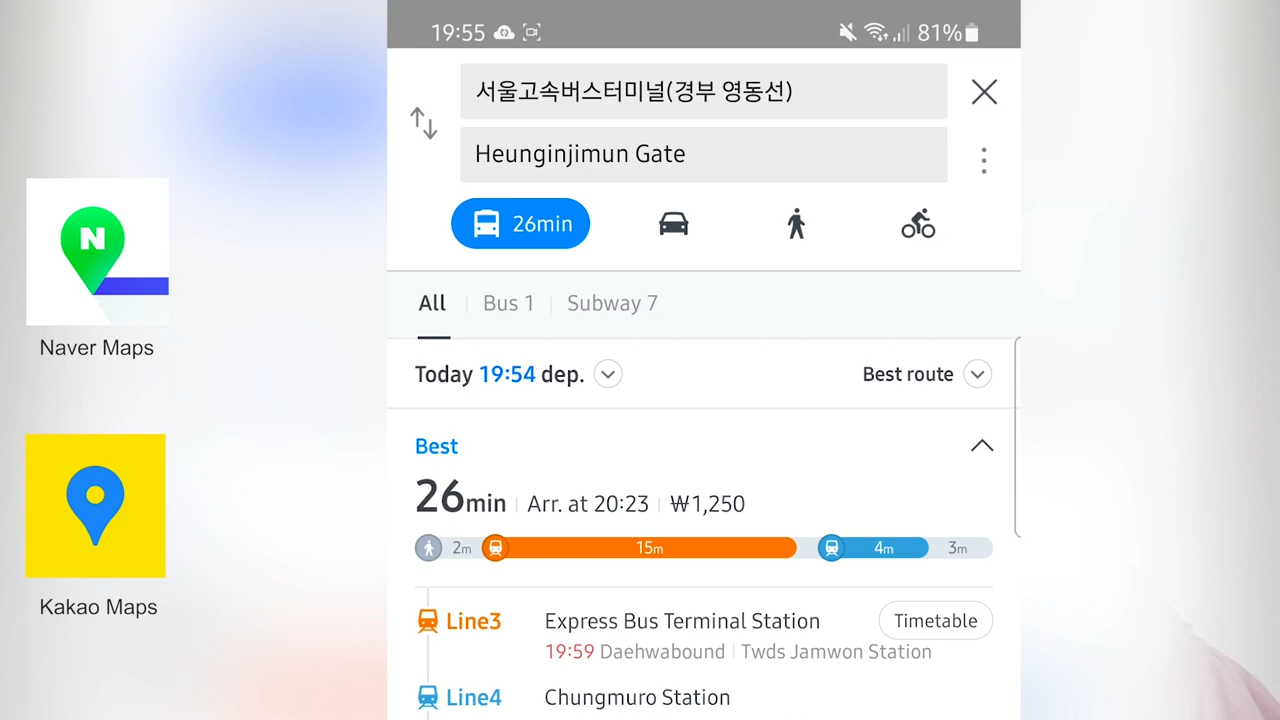 19:55
81%
서울고속버스터미널(경부 영동선)
Heunginjimun Gate
26min
All
Bus 1
Subway 7
Today 19:54 dep.
Best route
Best
26min
Arr. at 20:23
₩1,250
2m
15m
4m
3m
Line3
Express Bus Terminal Station
Timetable
19:59 Daehwabound
Twds Jamwon Station
Line4
Chungmuro Station
N
Naver Maps
Kakao Maps